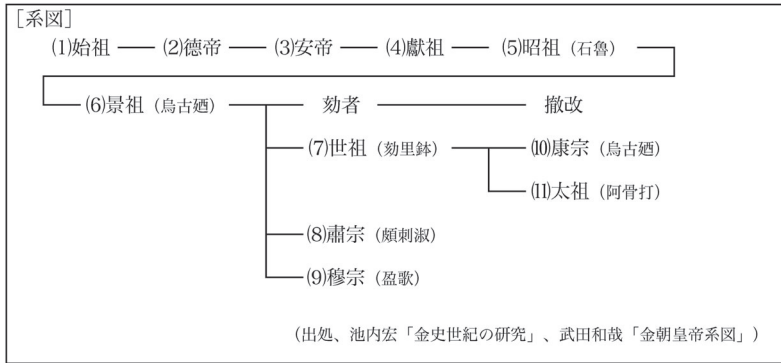 [系図]
(1)始祖 (2)徳帝 (3)安帝 (4)獻祖 (5)昭祖（石魯）
(6)景祖（烏古廼） 劾者 撤改
(7)世祖（劾里鉢） (10)康宗（烏古廼）
(11)太祖（阿骨打）
(8)肅宗（頗刺淑）
(9)穆宗（盈歌）
（出処、池内宏「金史世紀の研究」、武田和哉「金朝皇帝系図」）